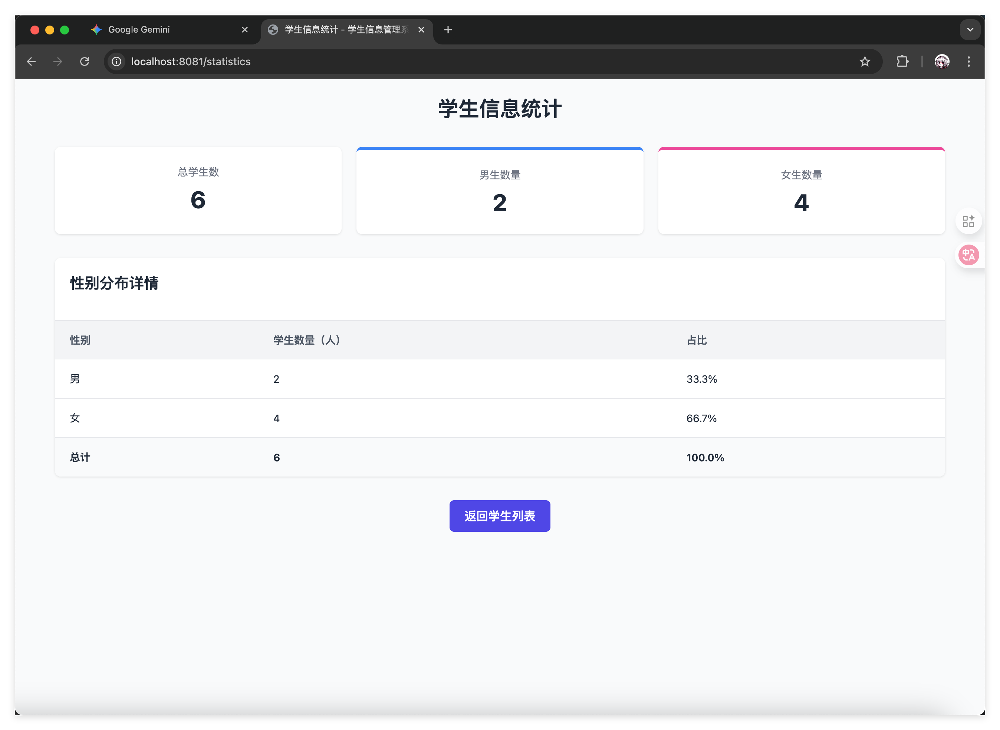 Google Gemini
学生信息统计 - 学生信息管理系
localhost:8081/statistics
学生信息统计
总学生数
6
男生数量
2
女生数量
4
中A
性别分布详情
性别 学生数量（人） 占比
男 2 33.3%
女 4 66.7%
总计 6 100.0%
返回学生列表